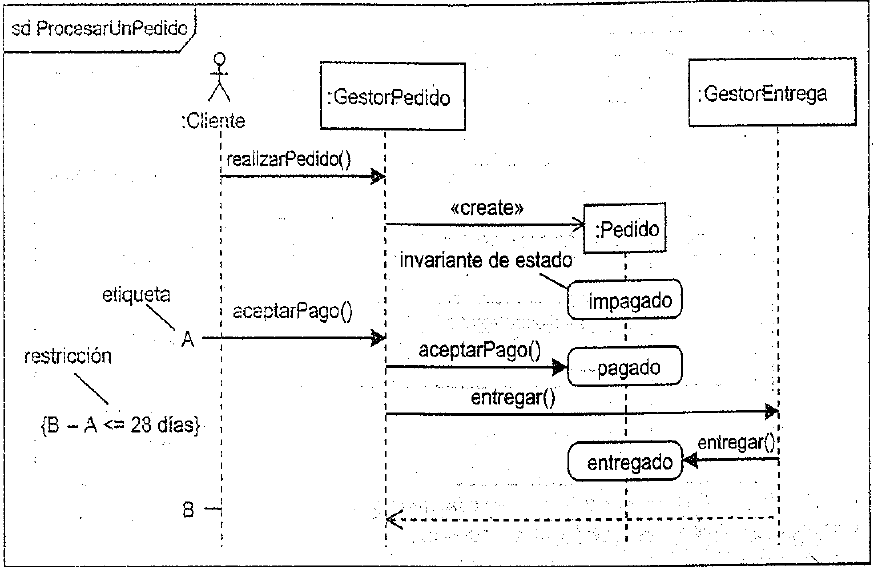 sd ProcesarUnPedido
:Cliente
:GestorPedido
:GestorEntrega
realizarPedido()
«create»
:Pedido
invariante de estado
impagado
etiqueta
A
aceptarPago()
restricción
aceptarPago()
pagado
{B – A <= 28 días}
entregar()
entregar()
entregado
B